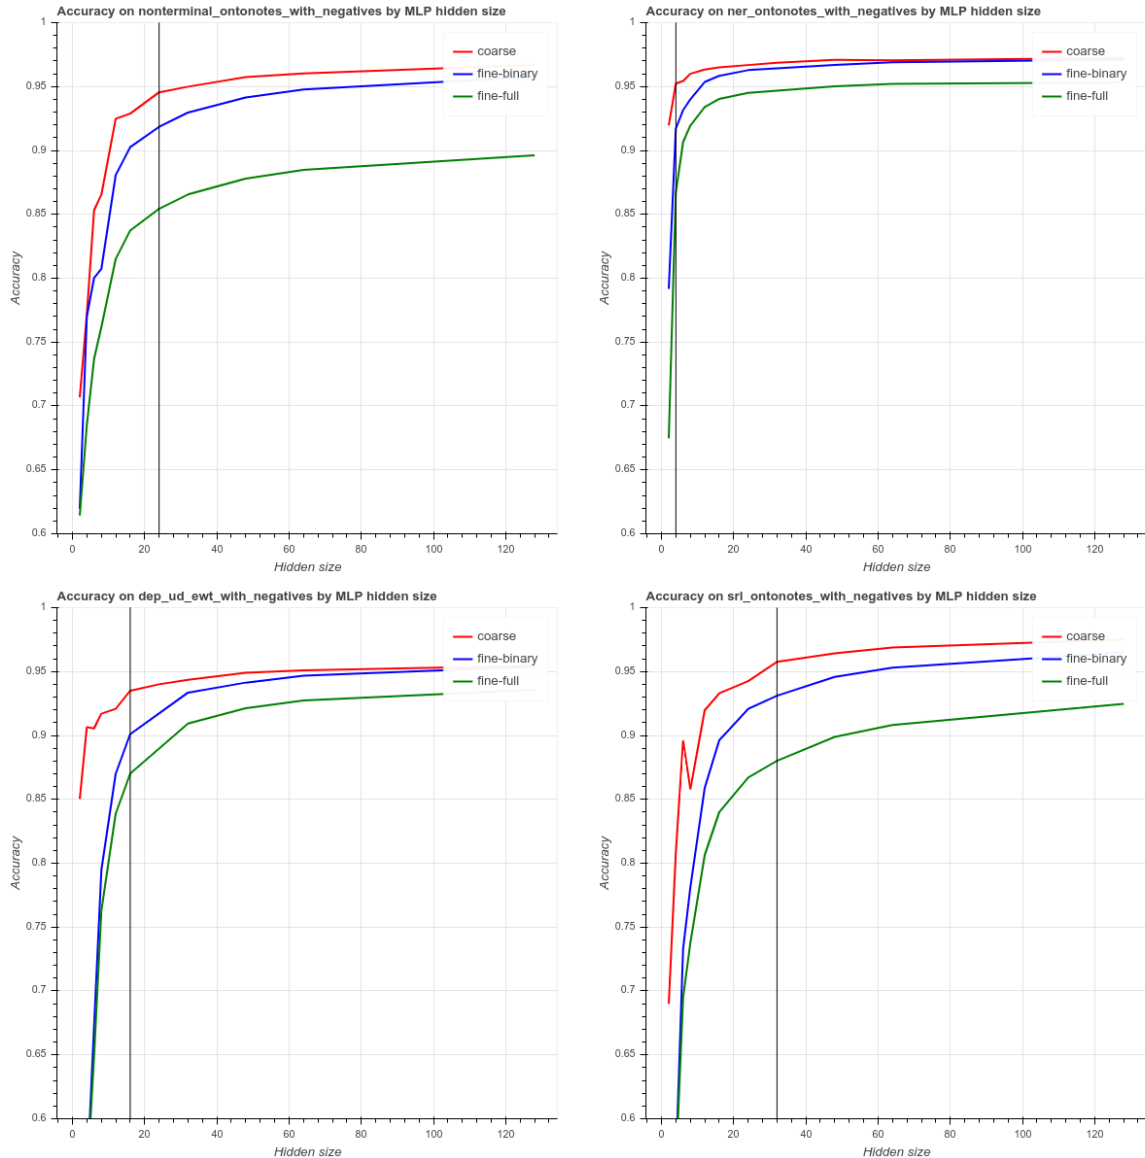 Accuracy on nonterminal_ontonotes_with_negatives by MLP hidden size
1
0.95
0.9
0.85
0.8
0.75
0.7
0.65
0.6
Accuracy
coarse
fine-binary
fine-full
0 20 40 60 80 100 120
Hidden size
Accuracy on ner_ontonotes_with_negatives by MLP hidden size
1
0.95
0.9
0.85
0.8
0.75
0.7
0.65
0.6
Accuracy
coarse
fine-binary
fine-full
0 20 40 60 80 100 120
Hidden size
Accuracy on dep_ud_ewt_with_negatives by MLP hidden size
1
0.95
0.9
0.85
0.8
0.75
0.7
0.65
0.6
Accuracy
coarse
fine-binary
fine-full
0 20 40 60 80 100 120
Hidden size
Accuracy on srl_ontonotes_with_negatives by MLP hidden size
1
0.95
0.9
0.85
0.8
0.75
0.7
0.65
0.6
Accuracy
coarse
fine-binary
fine-full
0 20 40 60 80 100 120
Hidden size